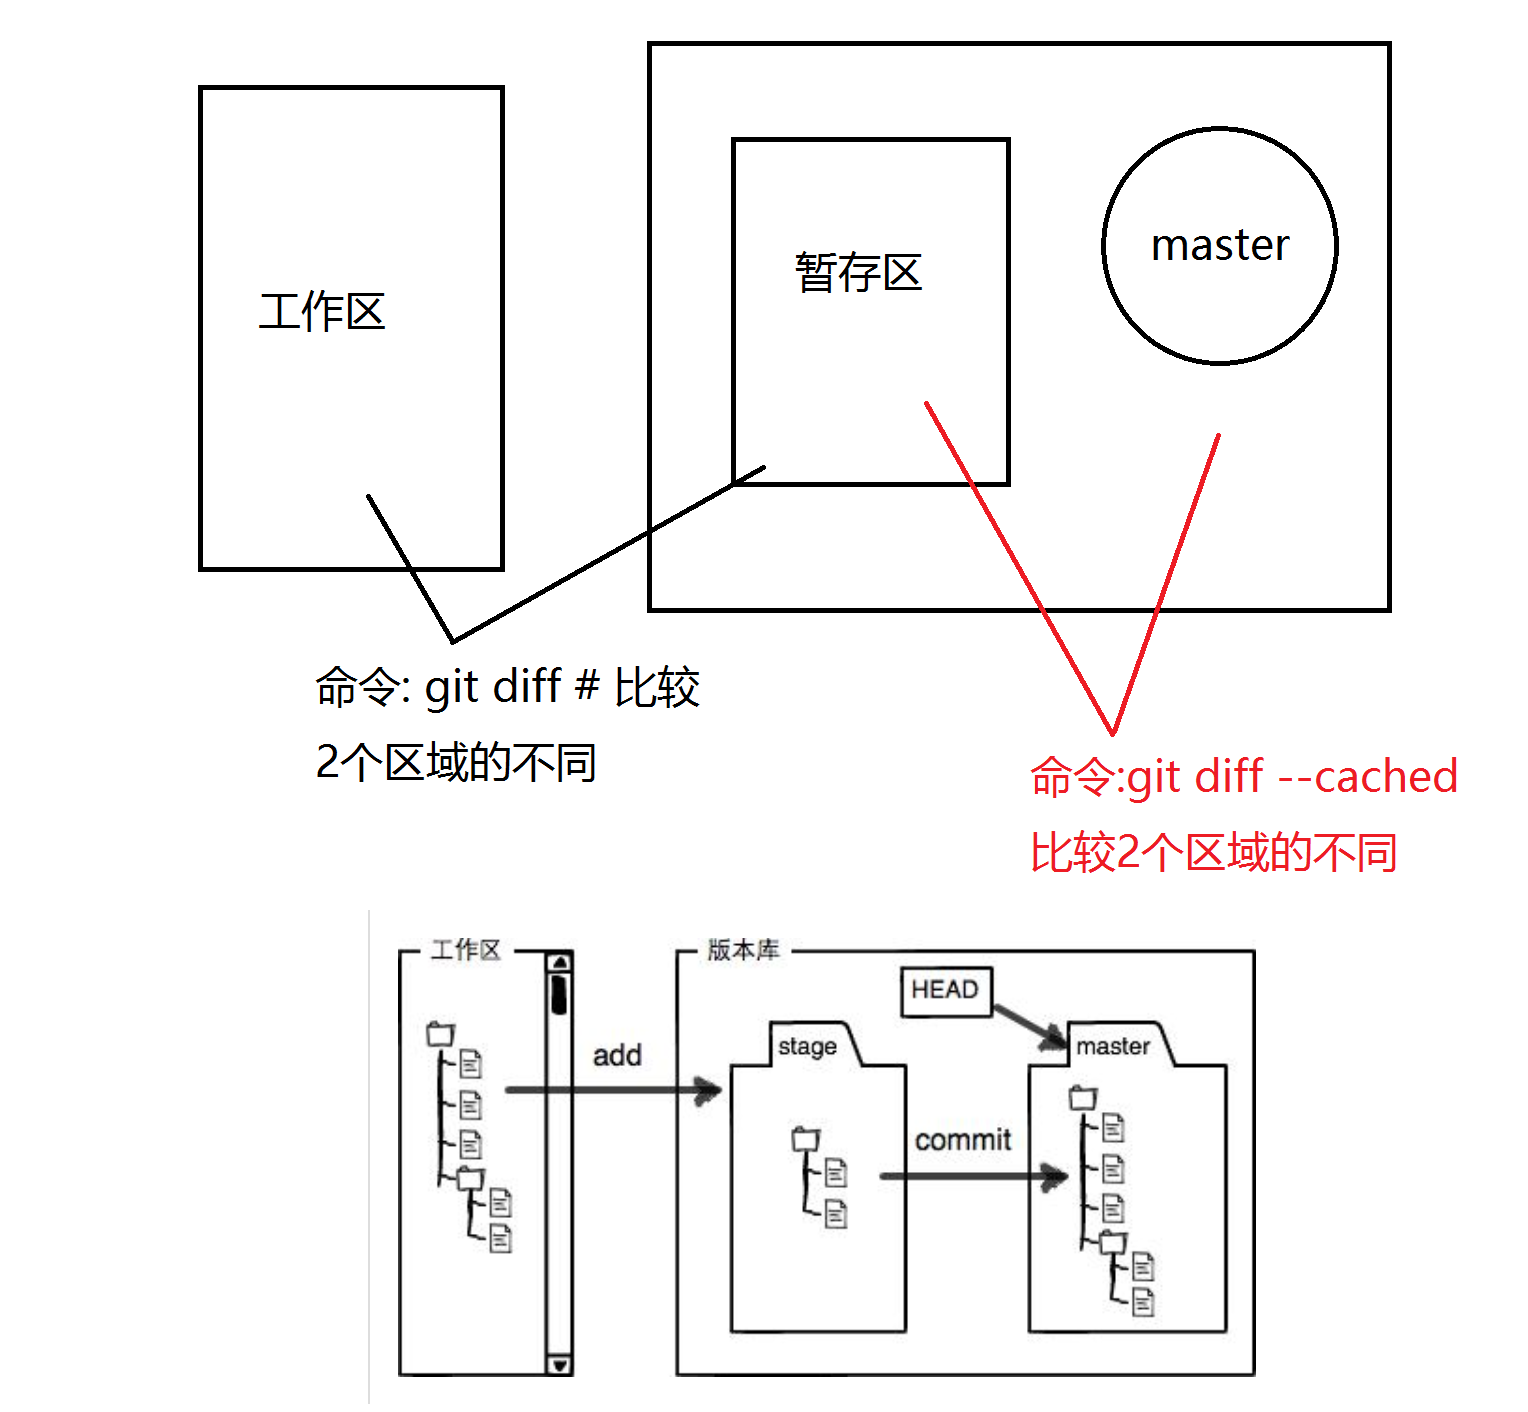 工作区
暂存区
master
命令: git diff # 比较
2个区域的不同
命令:git diff --cached
比较2个区域的不同
工作区
版本库
HEAD
stage
master
add
commit